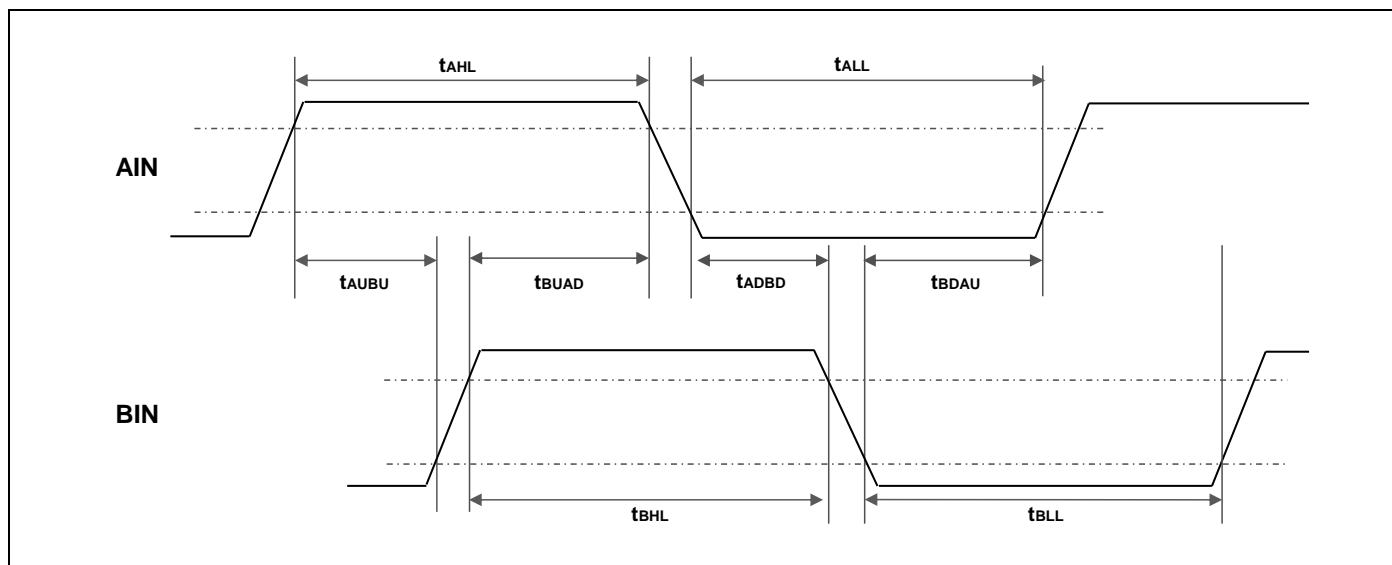 tAHL
tALL
AIN
tAUBU
tBUAD
tADBD
tBDAU
BIN
tBHL
tBLL